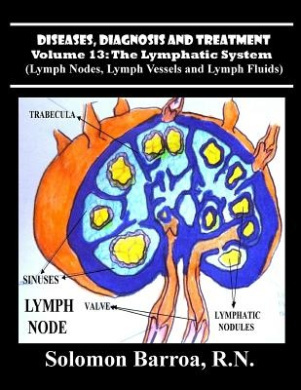 DISEASES, DIAGNOSIS AND TREATMENT
Volume 13: The Lymphatic System
(Lymph Nodes, Lymph Vessels and Lymph Fluids)
TRABECULA
SINUSES
LYMPH
NODE
VALVE
LYMPHATIC
NODULES
Solomon Barroa, R.N.